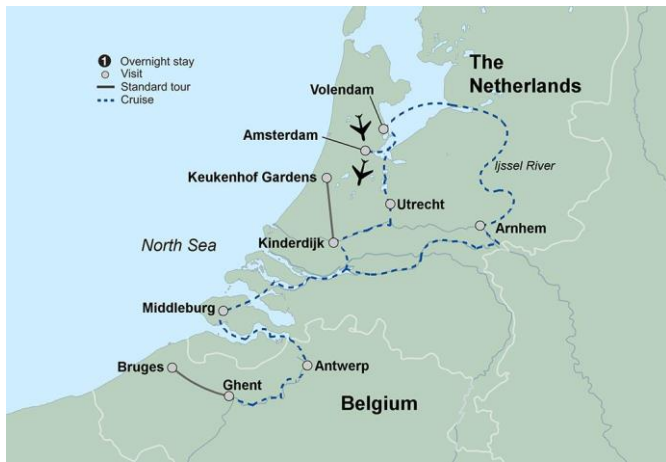 1 Overnight stay
Visit
Standard tour
Cruise
The
Netherlands
Volendam
Amsterdam
Ijssel River
Keukenhof Gardens
Utrecht
Arnhem
North Sea
Kinderdijk
Middleburg
Bruges
Antwerp
Ghent
Belgium